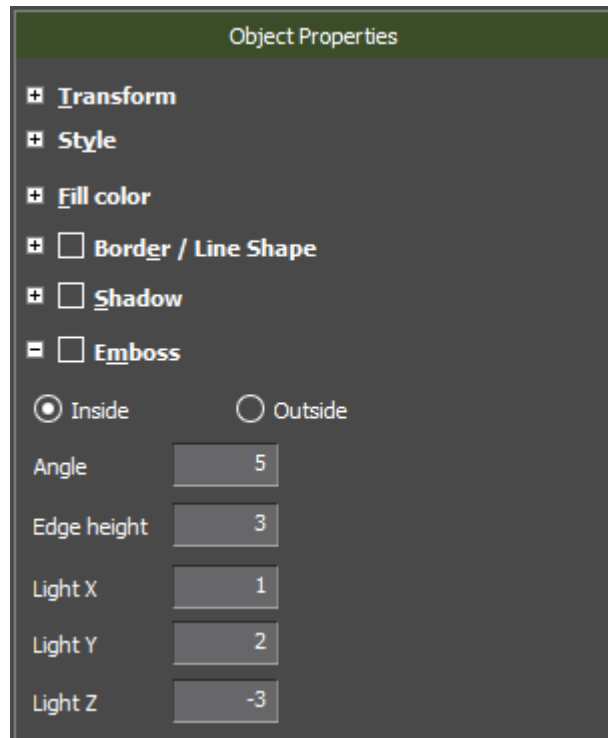 Object Properties
Transform
Style
Fill color
Border / Line Shape
Shadow
Emboss
Inside Outside
Angle 5
Edge height 3
Light X 1
Light Y 2
Light Z -3